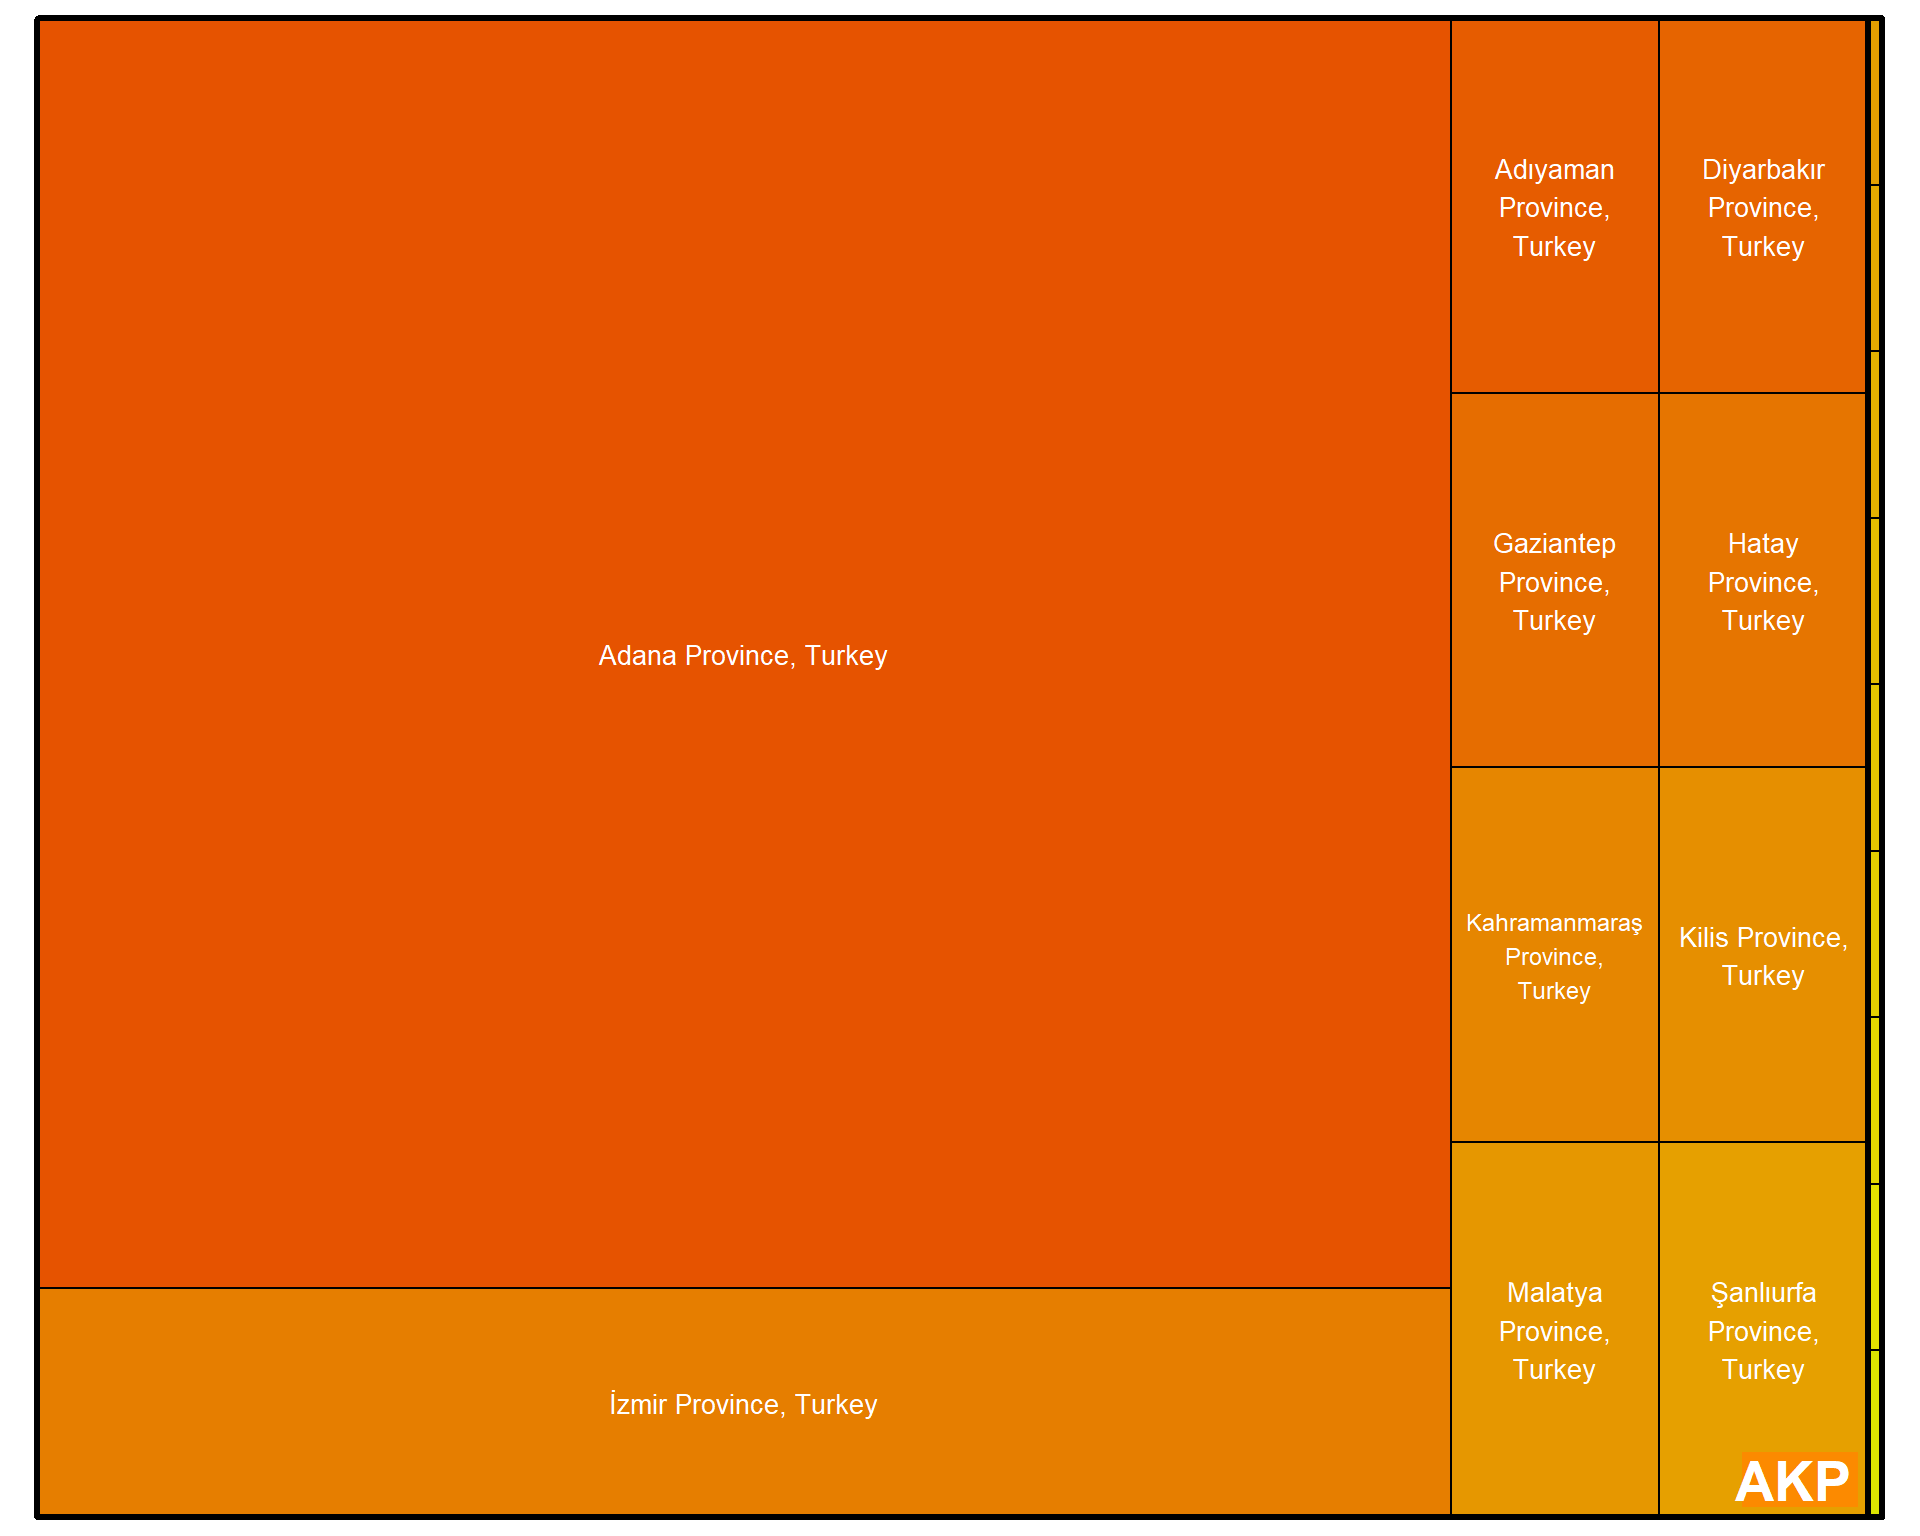 Adıyaman
Province,
Turkey
Diyarbakır
Province,
Turkey
Gaziantep
Province,
Turkey
Hatay
Province,
Turkey
Adana Province, Turkey
Kahramanmaraş
Province,
Turkey
Kilis Province,
Turkey
Malatya
Province,
Turkey
Şanlıurfa
Province,
Turkey
İzmir Province, Turkey
AKP